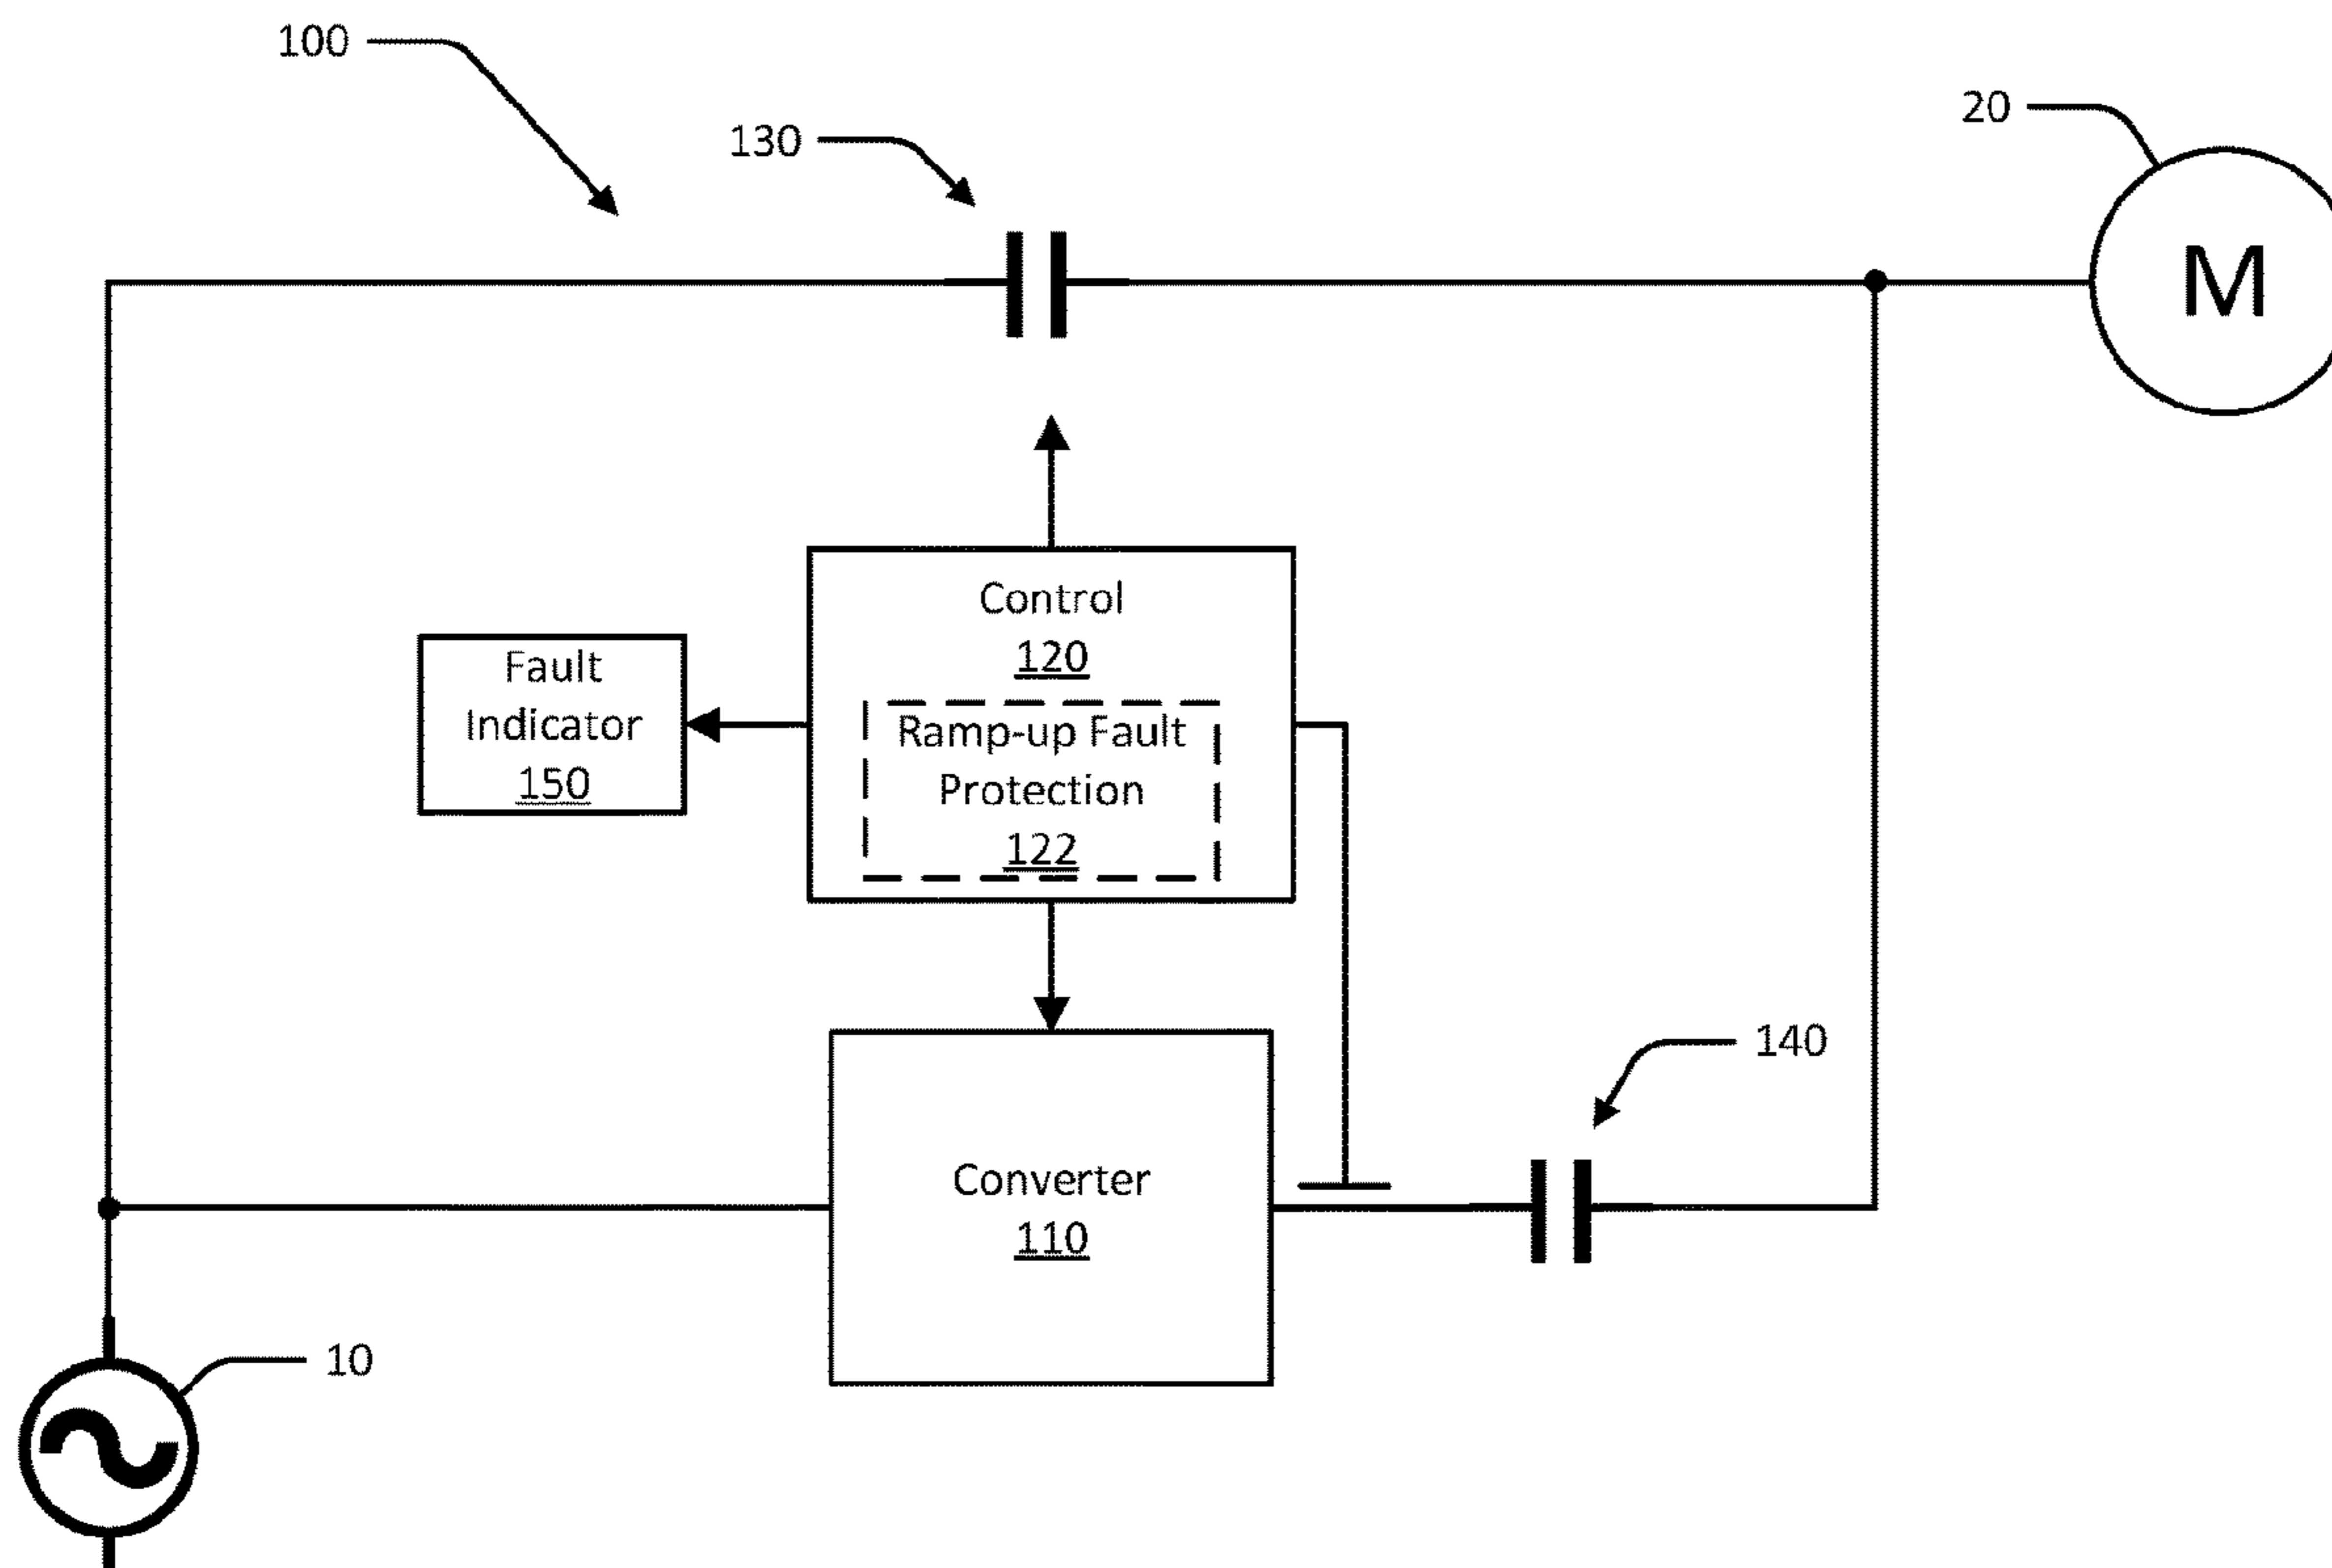 100
130
20
M
Control
120
Fault
Indicator
150
Ramp-up Fault
Protection
122
140
Converter
110
10